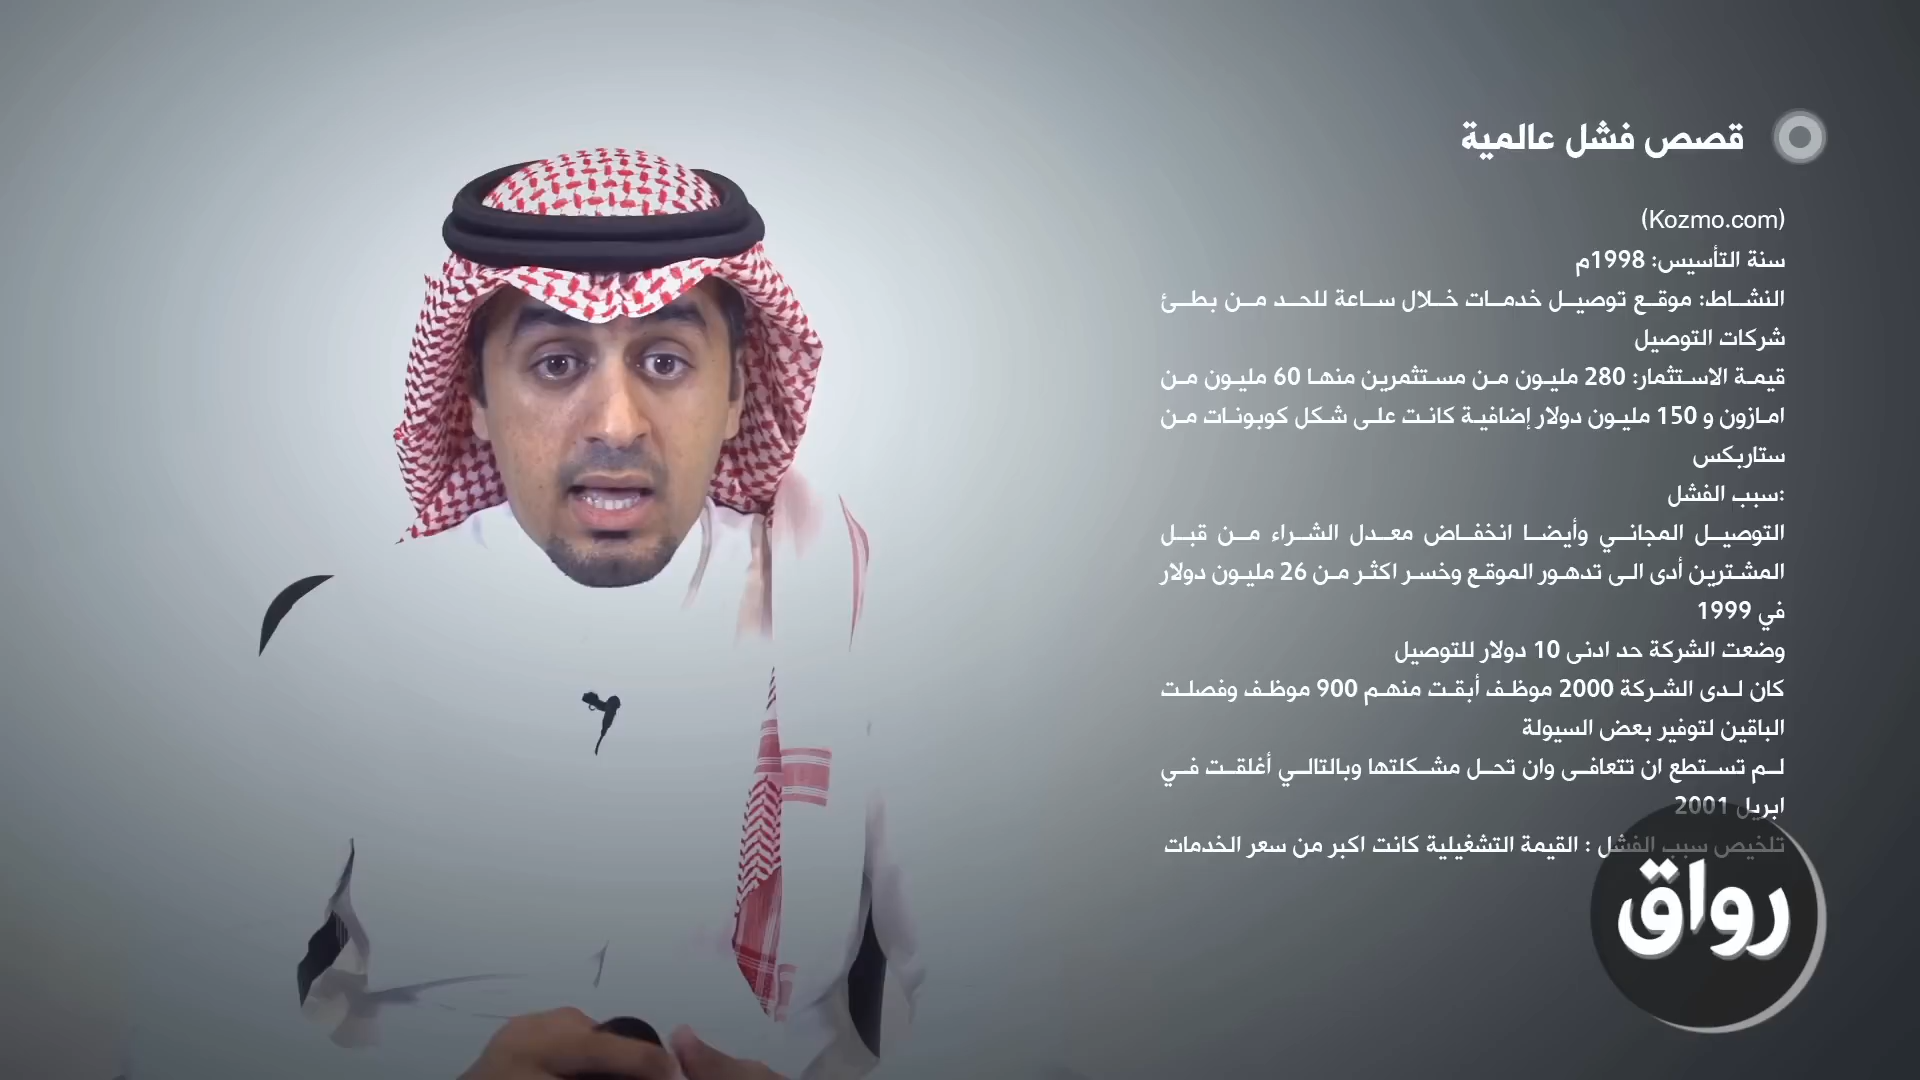 قصص فشل عالمية
(Kozmo.com)
سنة التأسيس: 1998م
النشاط: موقع توصيل خدمات خلال ساعة للحد من بطئ
شركات التوصيل
قيمة الاستثمار: 280 مليون من مستثمرين منها 60 مليون من
امازون و 150 مليون دولار إضافية كانت على شكل كوبونات من
ستاربكس
:سبب الفشل
التوصيل المجاني وأيضا انخفاض معدل الشراء من قبل
المشترين أدى الى تدهور الموقع وخسر اكثر من 26 مليون دولار
في 1999
وضعت الشركة حد ادنى 10 دولار للتوصيل
كان لدى الشركة 2000 موظف أبقت منهم 900 موظف وفصلت
الباقين لتوفير بعض السيولة
لم تستطع ان تتعافى وان تحل مشكلتها وبالتالي أغلقت في
ابريل 2001
تلخيص سبب الفشل : القيمة التشغيلية كانت اكبر من سعر الخدمات
رواق